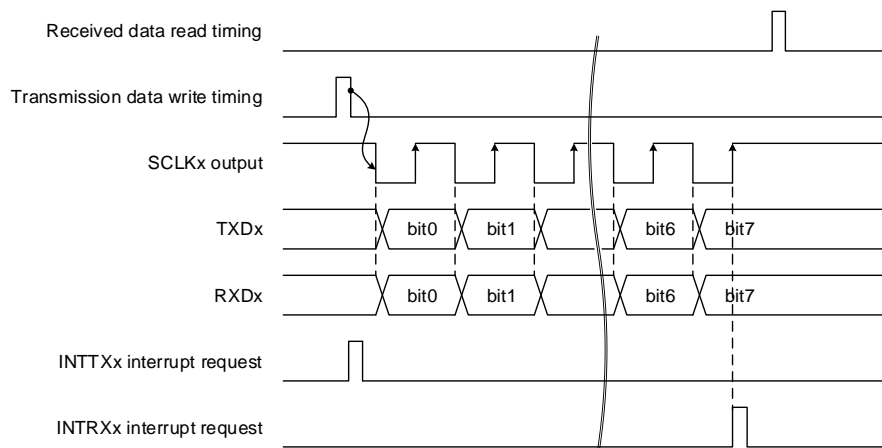 Received data read timing
Transmission data write timing
SCLKx output
TXDx bit0 bit1 bit6 bit7
RXDx bit0 bit1 bit6 bit7
INTTXx interrupt request
INTRXx interrupt request